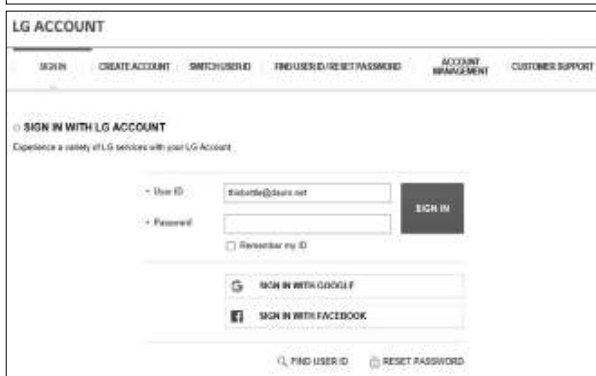 LG ACCOUNT
SIGN IN CREATE ACCOUNT SWITCH USER ID FIND USER ID / RESET PASSWORD ACCOUNT MANAGEMENT CUSTOMER SUPPORT
SIGN IN WITH LG ACCOUNT
Experience a variety of LG services with your LG Account
User ID
SIGN IN
Password
Remember my ID
SIGN IN WITH GOOGLE
SIGN IN WITH FACEBOOK
FIND USER ID RESET PASSWORD